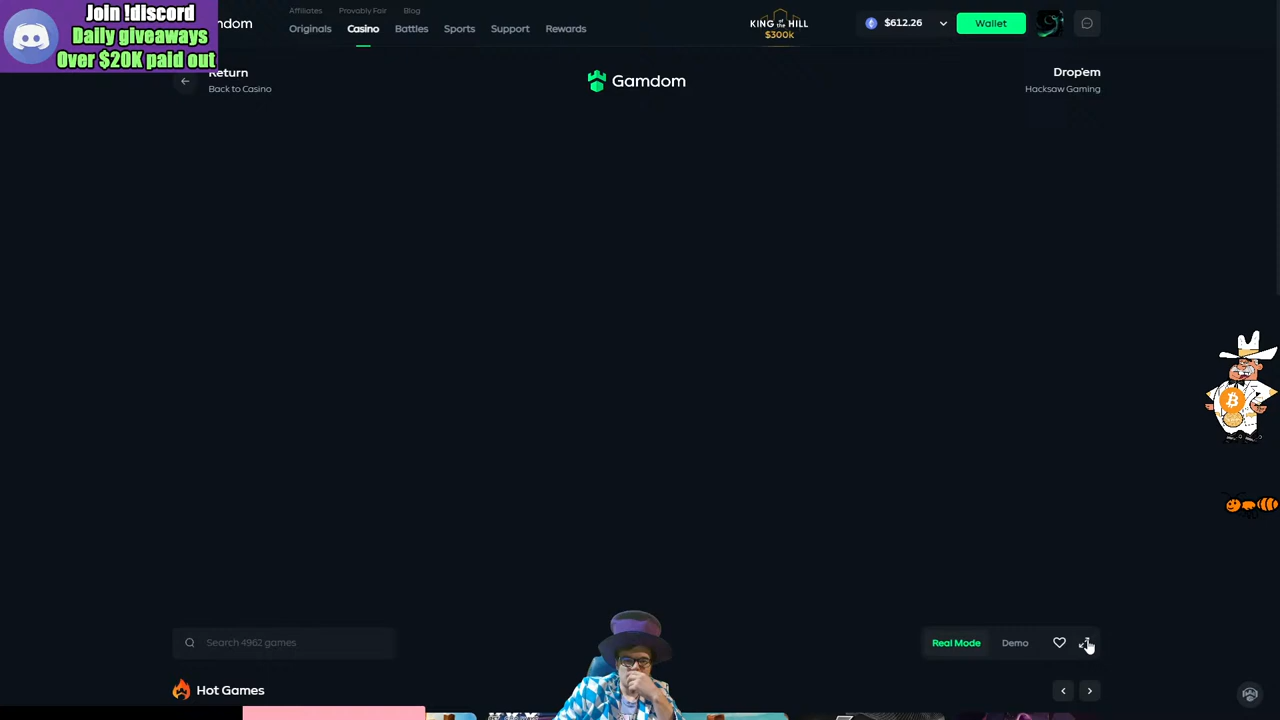 Join !discord
Daily giveaways
Over $20K paid out
Affiliates Provably Fair Blog
Originals Casino Battles Sports Support Rewards
KING OF THE HILL
$300k
$612.26
Wallet
Return
Back to Casino
Gamdom
Drop'em
Hacksaw Gaming
Search 4962 games
Real Mode
Demo
Hot Games